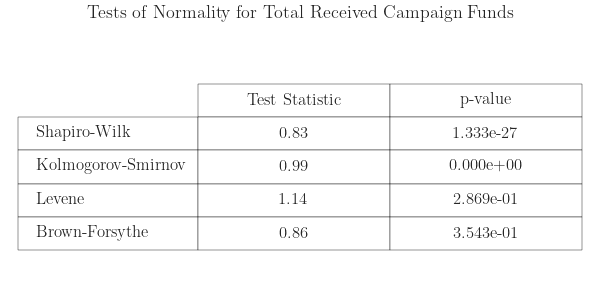 Tests of Normality for Total Received Campaign Funds
Test Statistic p-value
Shapiro-Wilk 0.83 1.333e-27
Kolmogorov-Smirnov 0.99 0.000e+00
Levene 1.14 2.869e-01
Brown-Forsythe 0.86 3.543e-01